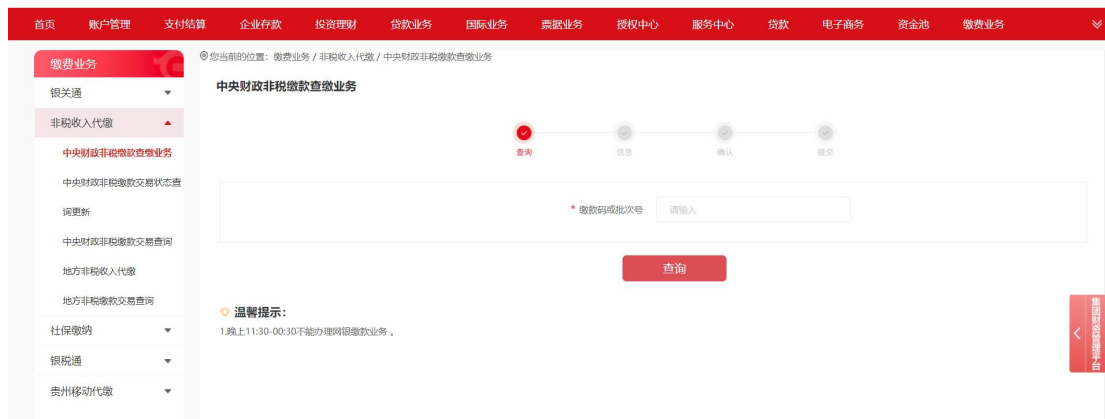 首页 账户管理 支付结算 企业存款 投资理财 贷款业务 国际业务 票据业务 授权中心 服务中心 贷款 电子商务 资金池 缴费业务
缴费业务
银关通
非税收入代缴
中央财政非税缴款查缴业务
中央财政非税缴款交易状态查
询更新
中央财政非税缴款交易查询
地方非税收入代缴
地方非税缴款交易查询
社保缴纳
银税通
贵州移动代缴
您当前的位置：缴费业务 / 非税收入代缴 / 中央财政非税缴款查缴业务
中央财政非税缴款查缴业务
查询 信息 确认 提交
* 缴款码或批次号 请输入
查询
温馨提示：
1.晚上11:30-00:30不能办理网银缴款业务 。
集团财资管理平台